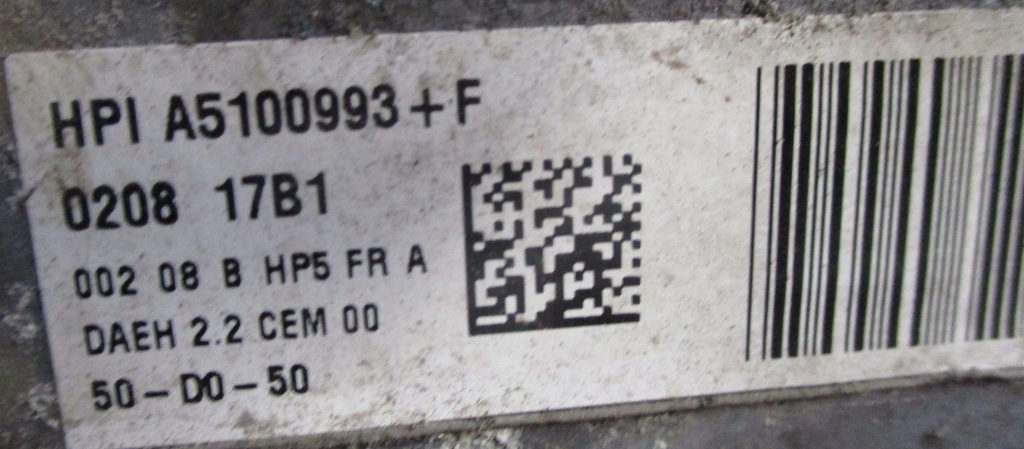 HPI A5100993+F
0208 17B1
002 08 B HP5 FR A
DAEH 2.2 CEM 00
50-D0-50